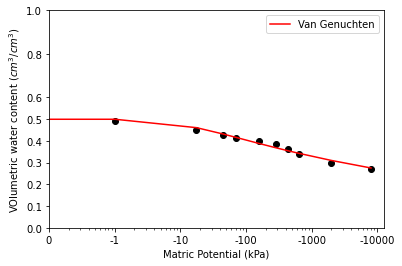 1.0
Van Genuchten
0.8
0.6
0.5
0.4
0.3
0.2
0.1
0.0
VOlumetric water content (cm³/cm³)
0 -1 -10 -100 -1000 -10000
Matric Potential (kPa)